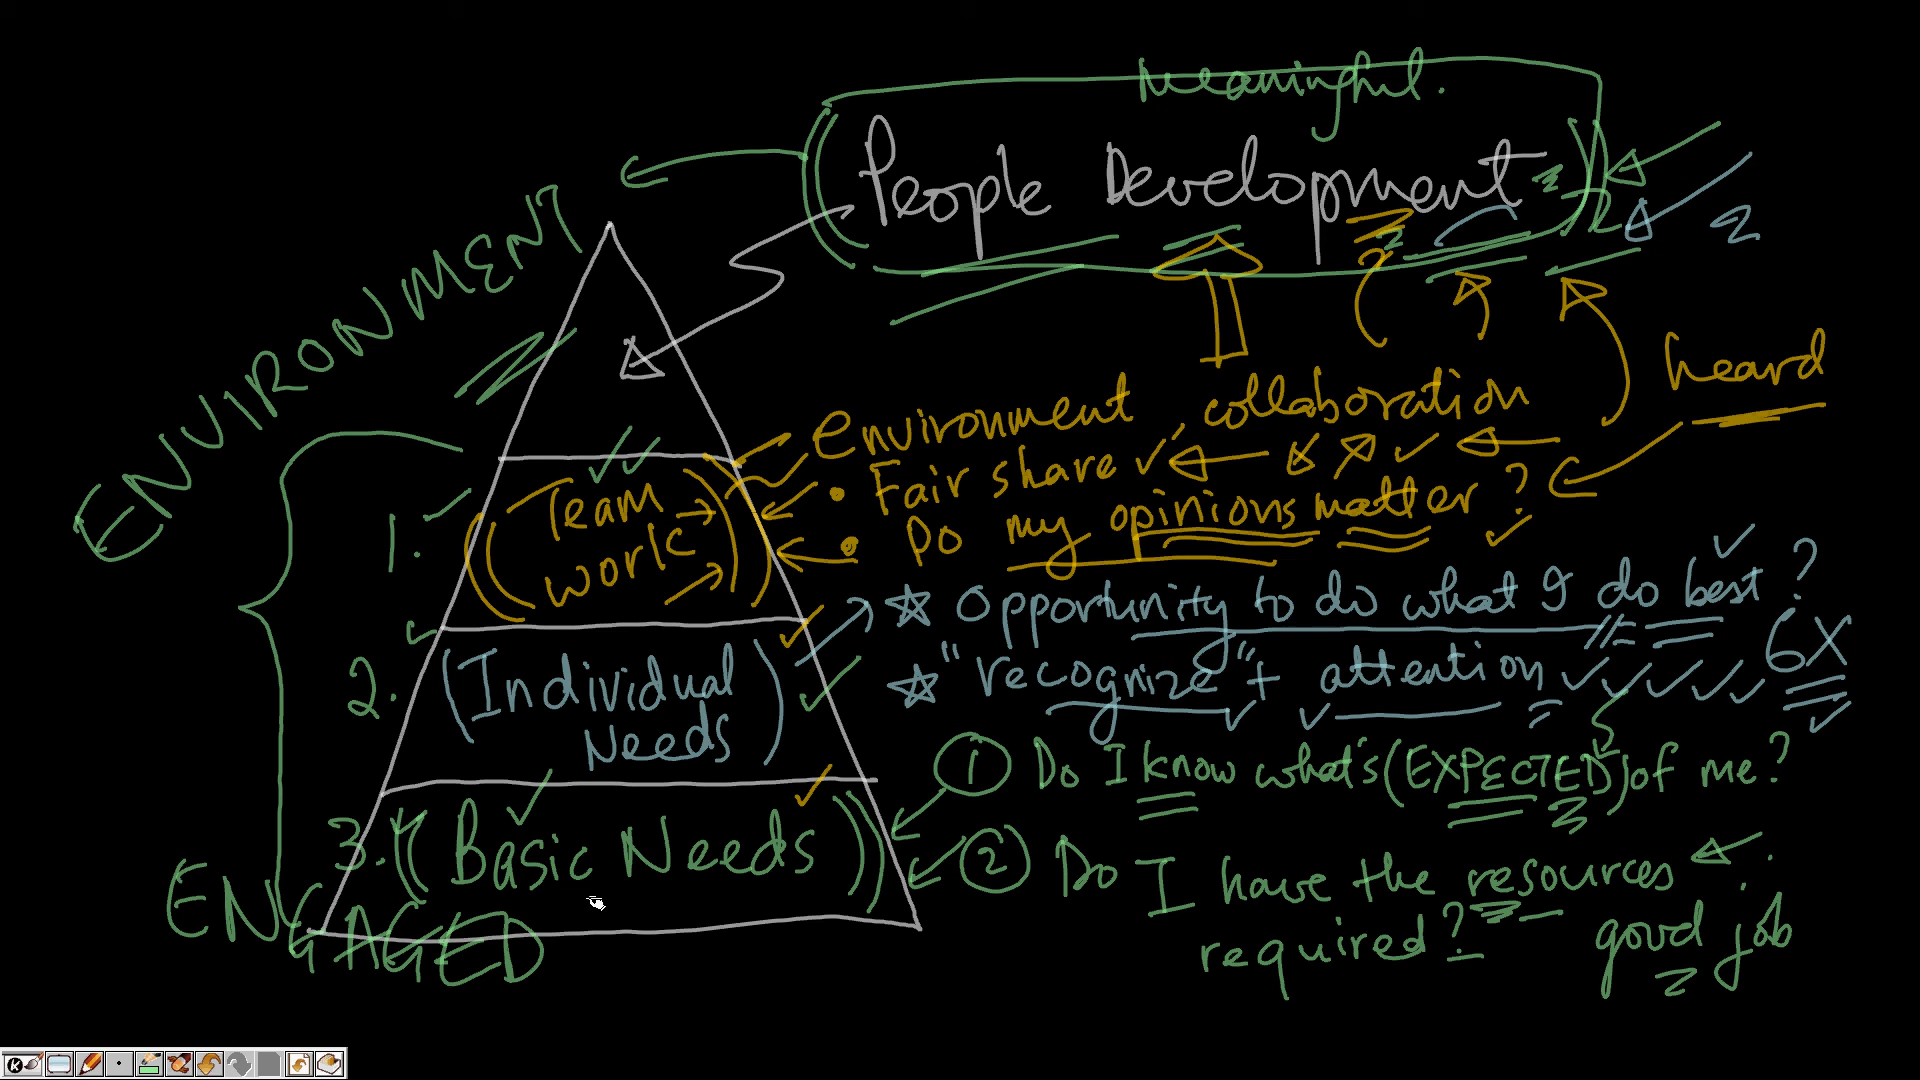 Meaningful.
People Development
ENVIRONMENT
2
heard
environment, collaboration
• Fair share
• Do my opinions matter?
1.
Team
work
Opportunity to do what I do best?
"recognize" + attention
6X
2.
(Individual
Needs)
① Do I know what's (EXPECTED) of me?
3. ((Basic Needs))
② Do I have the resources
required?
good job
ENGAGED